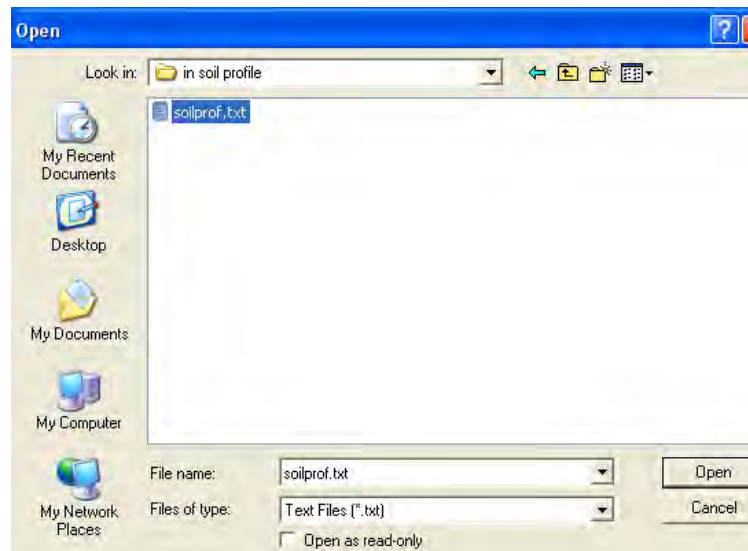 Open
Look in: in soil profile
soilprof.txt
My Recent
Documents
Desktop
My Documents
My Computer
My Network
Places
File name: soilprof.txt Open
Files of type: Text Files (*.txt) Cancel
Open as read-only